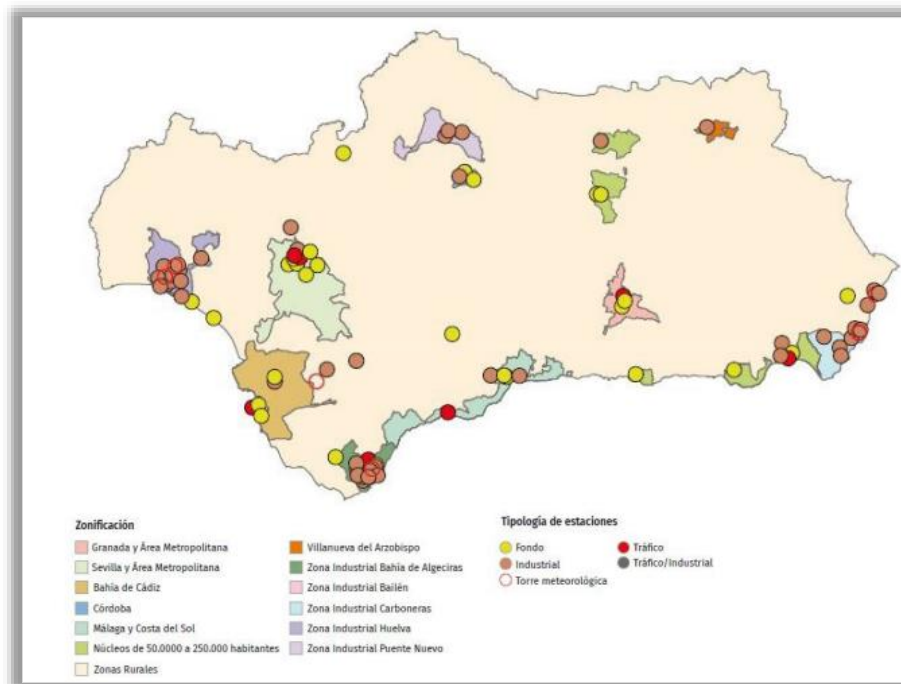 Zonificación
Granada y Área Metropolitana
Sevilla y Área Metropolitana
Bahía de Cádiz
Córdoba
Málaga y Costa del Sol
Núcleos de 50.0000 a 250.000 habitantes
Zonas Rurales
Villanueva del Arzobispo
Zona Industrial Bahía de Algeciras
Zona Industrial Bailén
Zona Industrial Carboneras
Zona Industrial Huelva
Zona Industrial Puente Nuevo
Tipología de estaciones
Fondo
Industrial
Torre meteorológica
Tráfico
Tráfico/Industrial